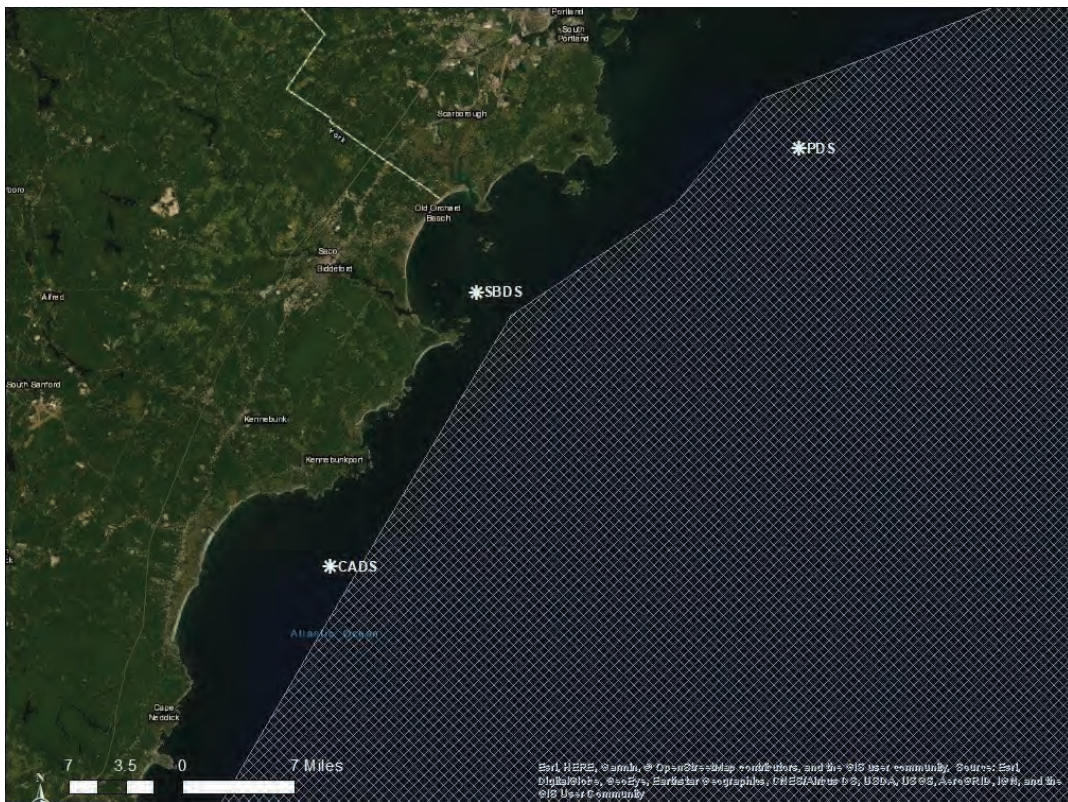 Portland
South
Portland
Scarborough
York
PDS
Old Orchard
Beach
Saco
Biddeford
SBDS
Alfred
South Sanford
Kennebunk
Kennebunkport
CADS
Atlantic Ocean
Cape
Neddick
7 3.5 0 7 Miles
N
Esri, HERE, Garmin, © OpenStreetMap contributors, and the GIS user community, Source: Esri,
DigitalGlobe, GeoEye, Earthstar Geographics, CNES/Airbus DS, USDA, USGS, AeroGRID, IGN, and the
GIS User Community